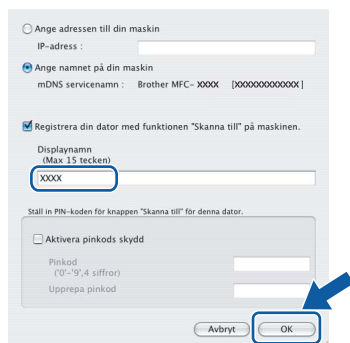 Ange adressen till din maskin
IP-adress :
Ange namnet på din maskin
mDNS servicenamn : Brother MFC- XXXX [XXXXXXXXXXXX]
Registrera din dator med funktionen "Skanna till" på maskinen.
Displaynamn
(Max 15 tecken)
XXXX
Ställ in PIN-koden för knappen "Skanna till" för denna dator.
Aktivera pinkods skydd
Pinkod
('0'-'9',4 siffror)
Upprepa pinkod
Avbryt OK